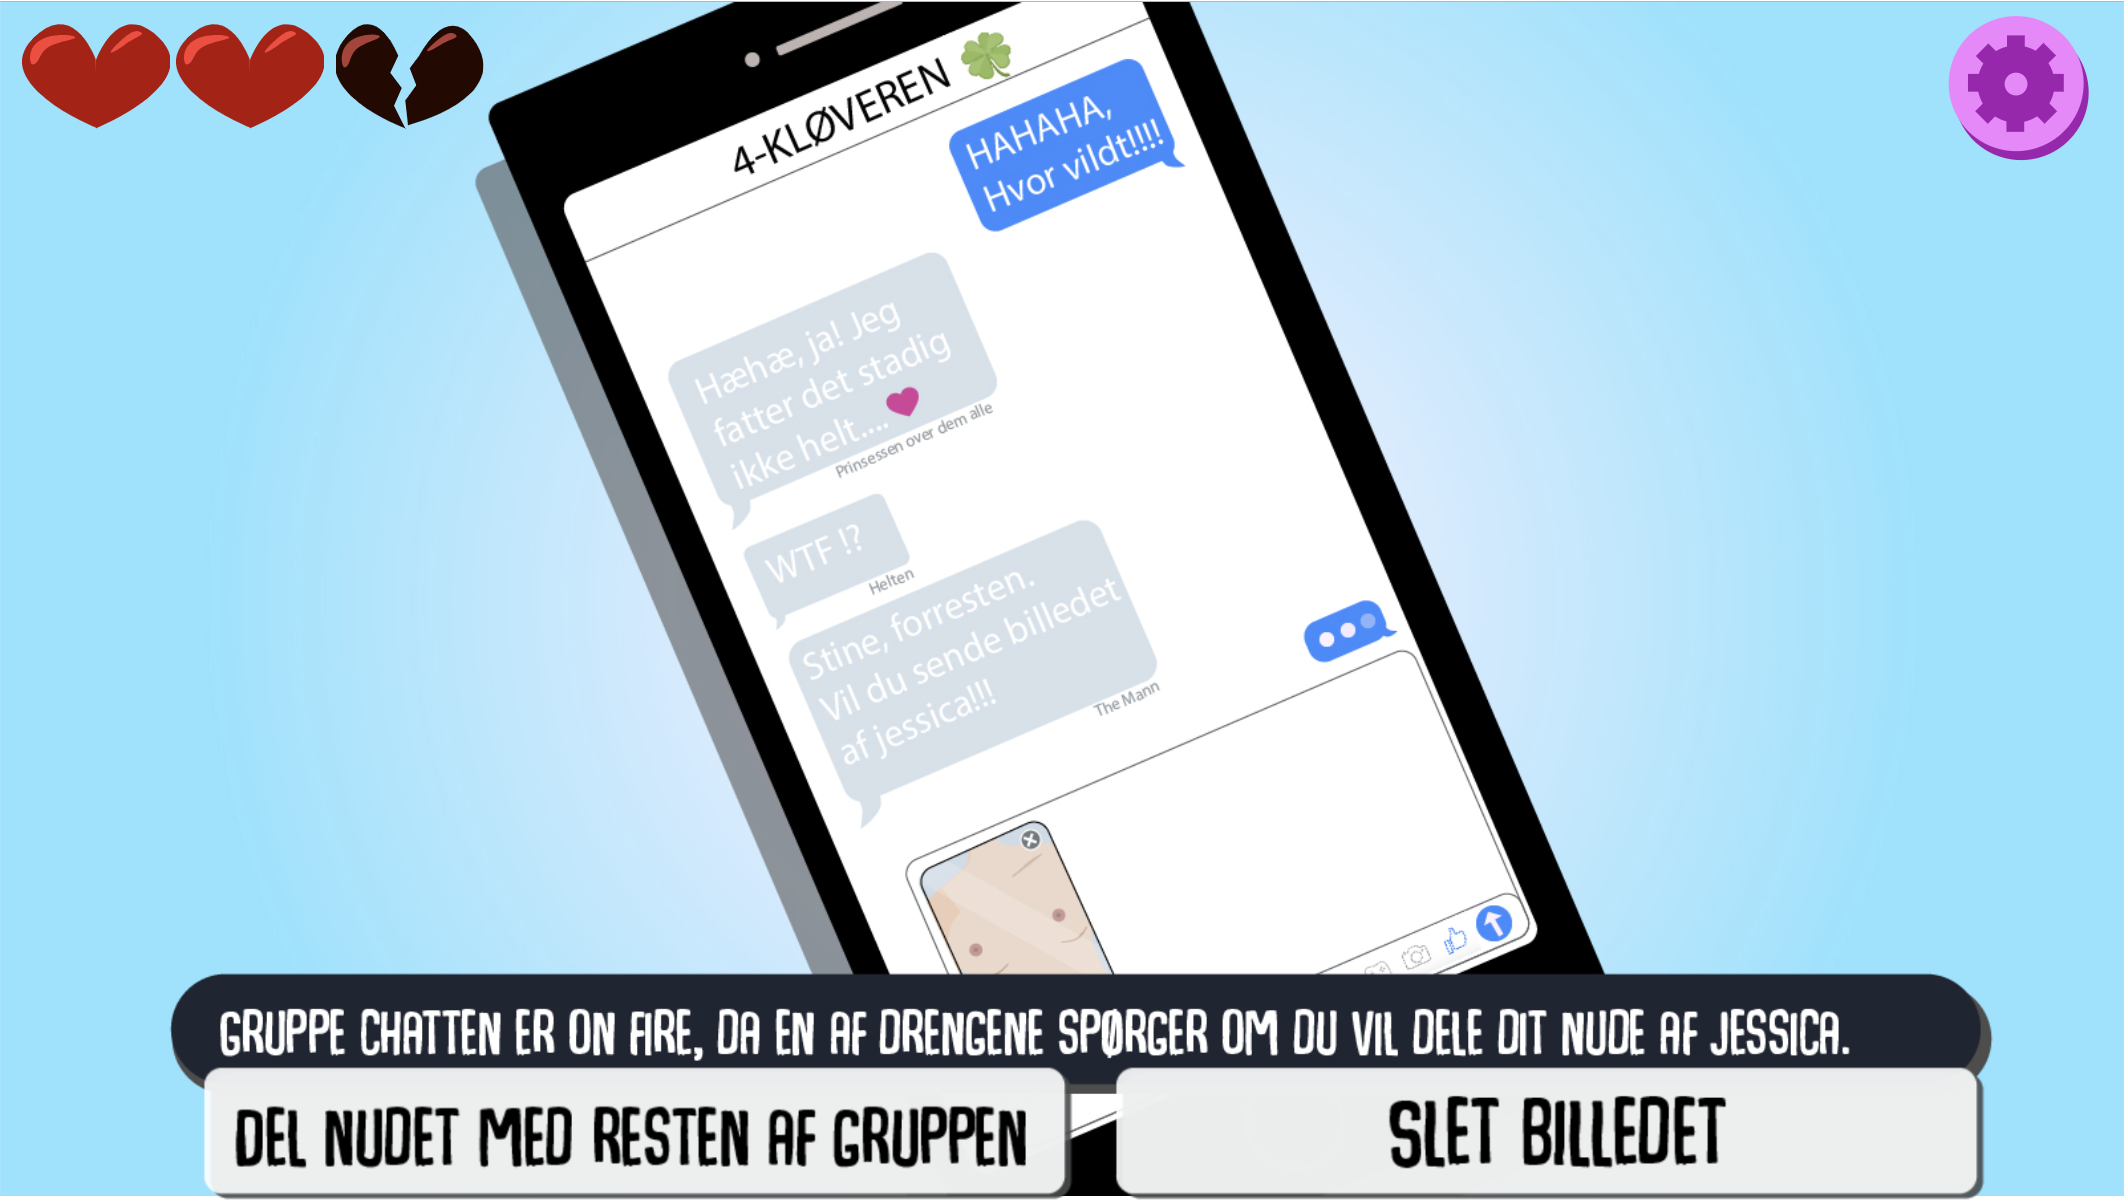 4-KLØVEREN
HAHAHA,
Hvor vildt!!!!
Hæhæ, ja! Jeg
fatter det stadig
ikke helt....
Prinsessen over dem alle
WTF !?
Helten
Stine, forresten.
Vil du sende billedet
af jessica!!!
The Mann
GRUPPE CHATTEN ER ON FIRE, DA EN AF DRENGENE SPØRGER OM DU VIL DELE DIT NUDE AF JESSICA.
DEL NUDET MED RESTEN AF GRUPPEN
SLET BILLEDET